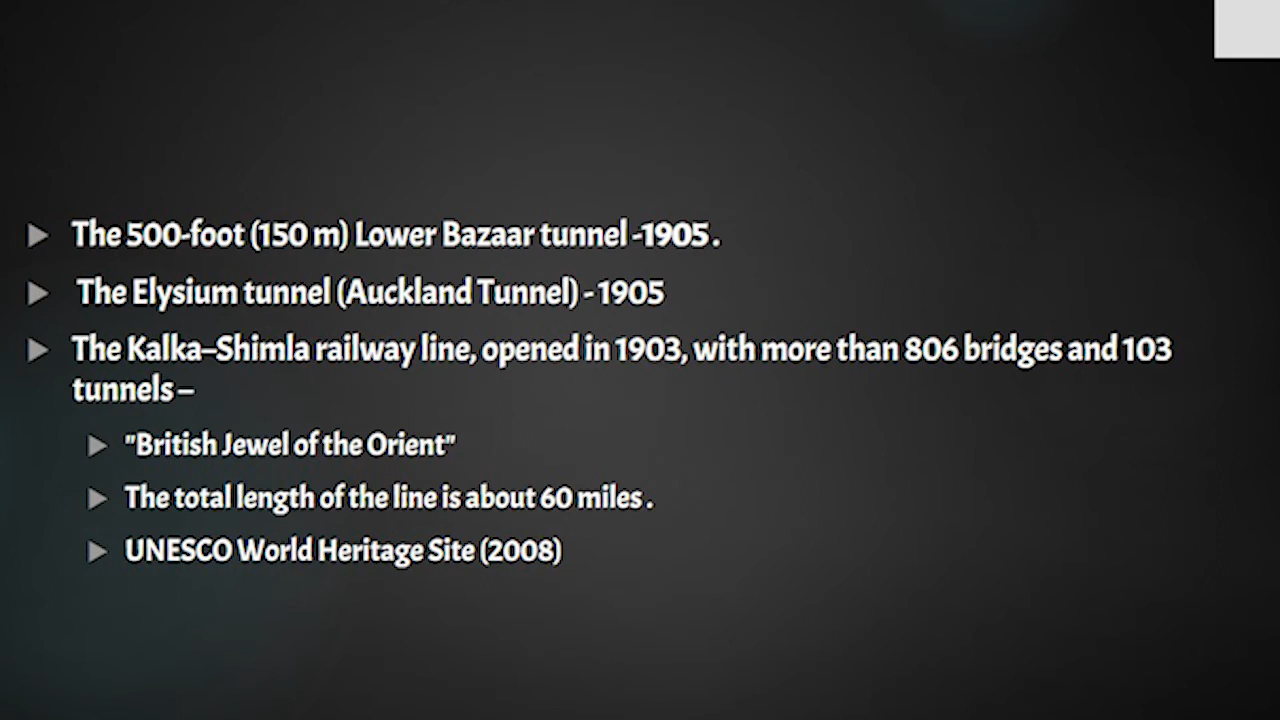 The 500-foot (150 m) Lower Bazaar tunnel -1905 .
The Elysium tunnel (Auckland Tunnel) - 1905
The Kalka–Shimla railway line, opened in 1903, with more than 806 bridges and 103
tunnels –
"British Jewel of the Orient"
The total length of the line is about 60 miles .
UNESCO World Heritage Site (2008)